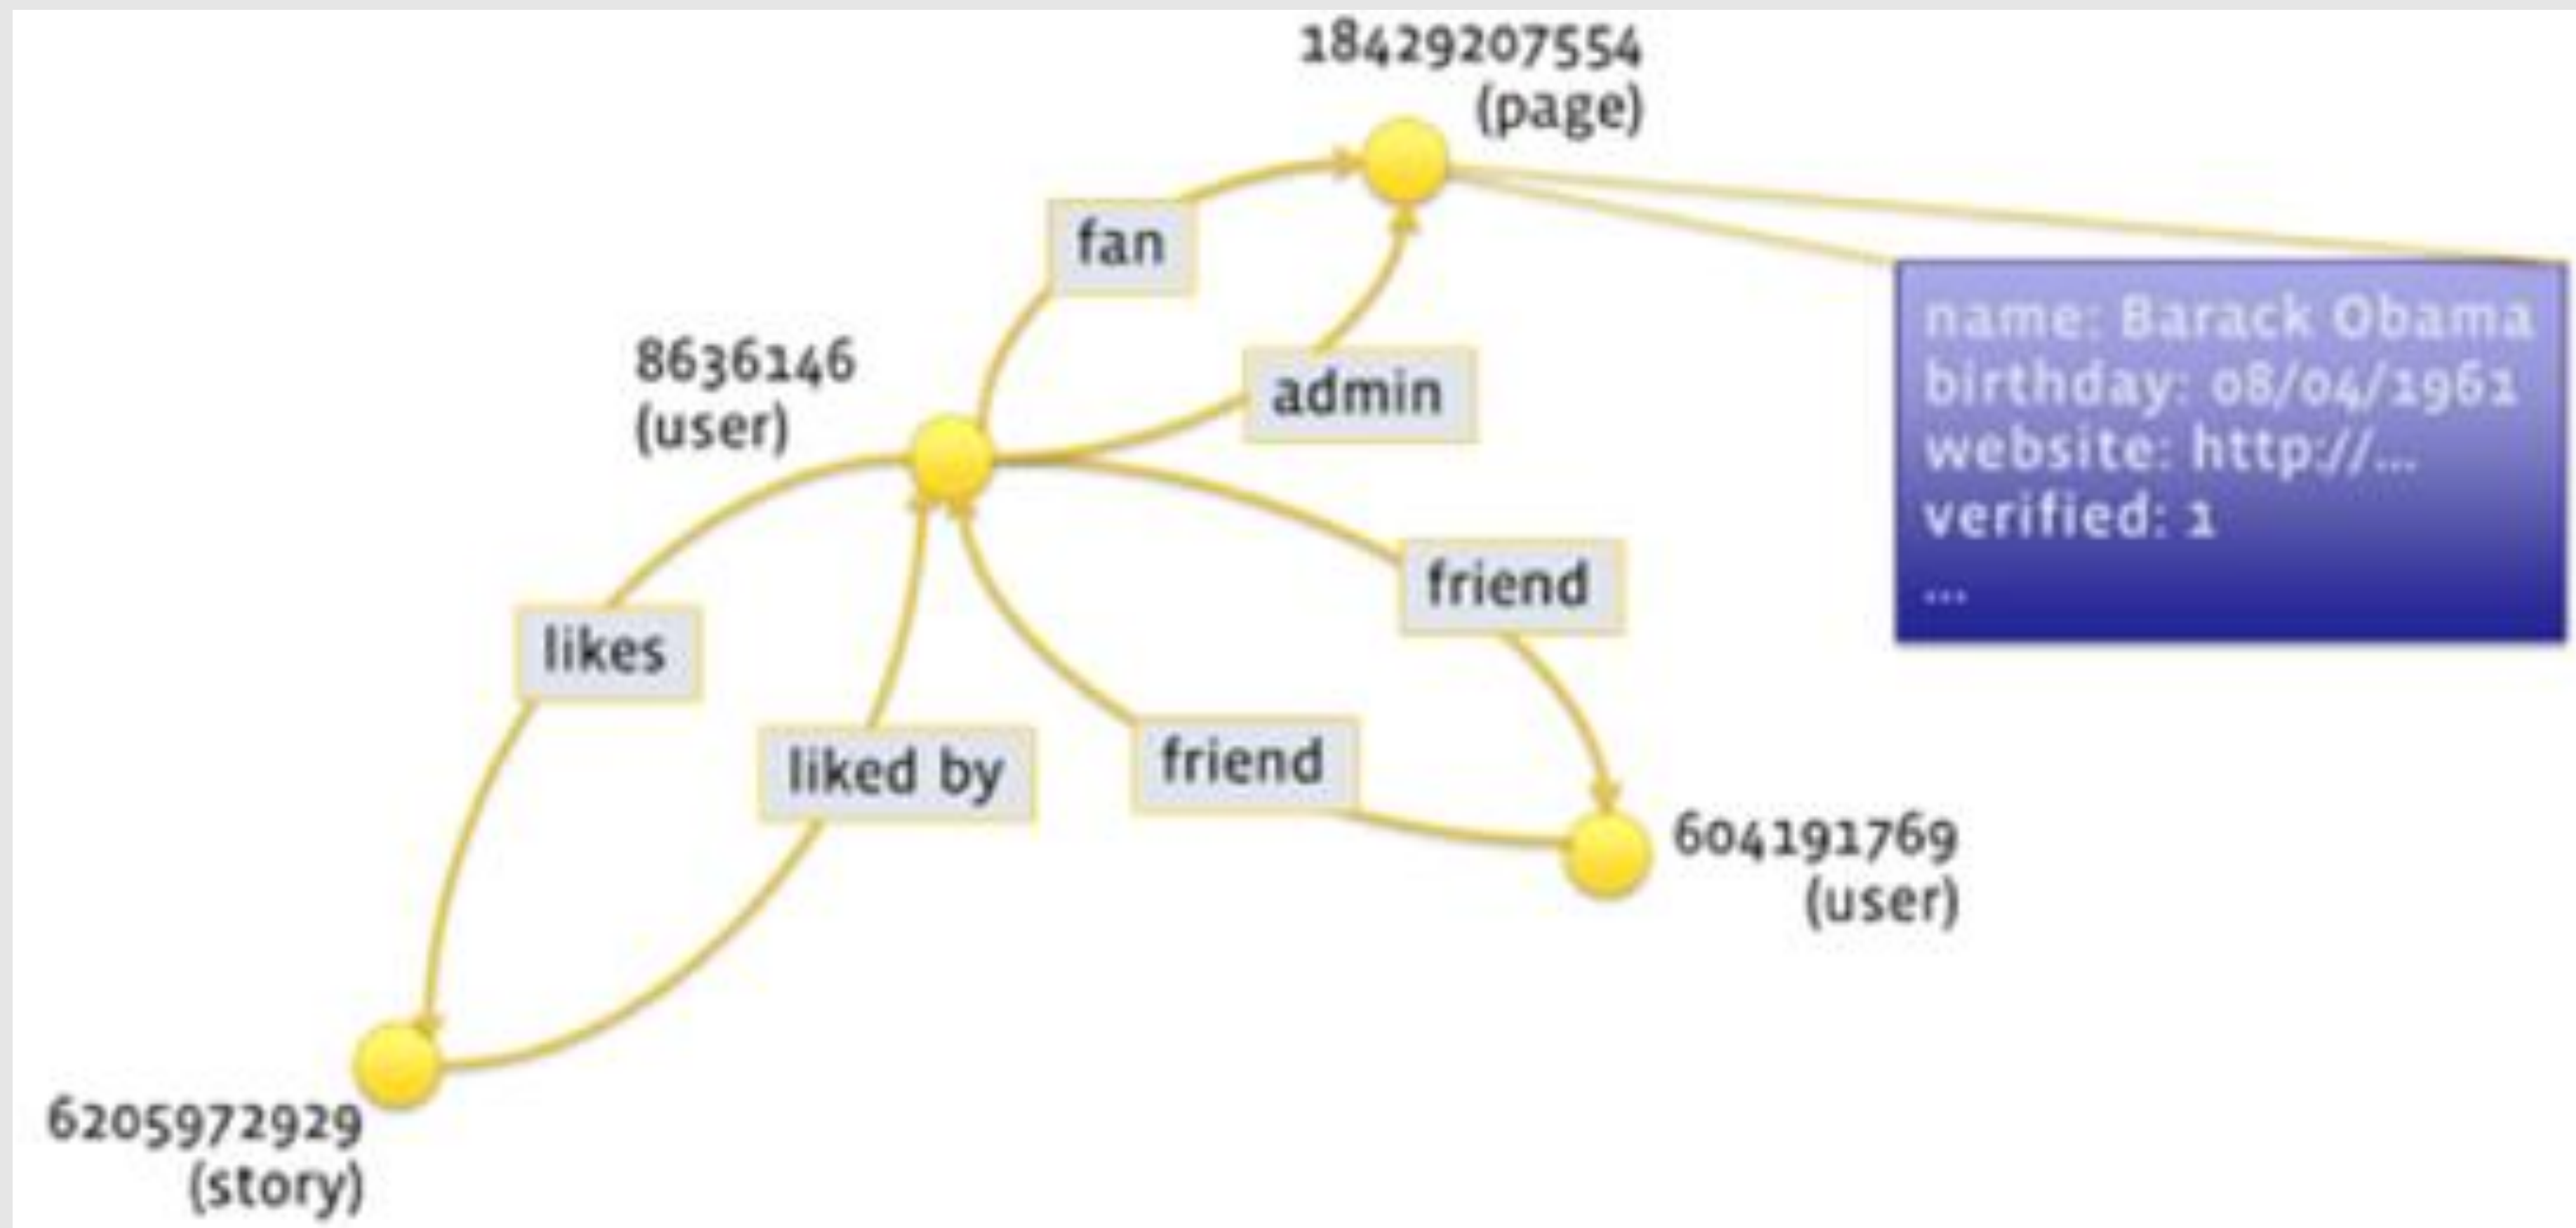 18429207554
(page)
fan
name: Barack Obama
birthday: 08/04/1961
website: http://...
verified: 1
...
8636146
(user)
admin
friend
likes
liked by
friend
604191769
(user)
6205972929
(story)